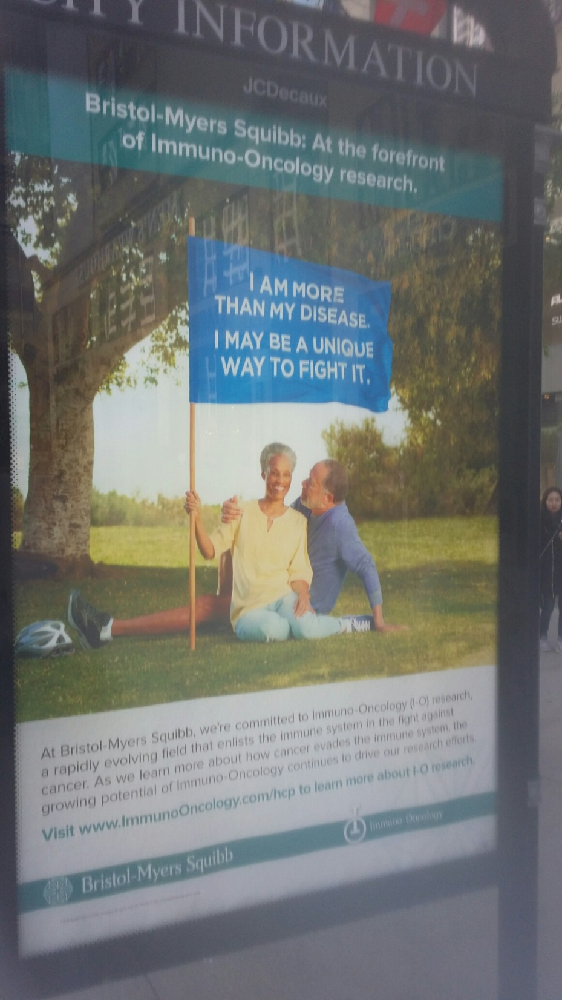 CITY INFORMATION
JCDecaux
Bristol-Myers Squibb: At the forefront
of Immuno-Oncology research.
I AM MORE
THAN MY DISEASE.
I MAY BE A UNIQUE
WAY TO FIGHT IT.
At Bristol-Myers Squibb, we're committed to Immuno-Oncology (I-O) research,
a rapidly evolving field that enlists the immune system in the fight against
cancer. As we learn more about how cancer evades the immune system, the
growing potential of Immuno-Oncology continues to drive our research efforts.
Visit www.ImmunoOncology.com/hcp to learn more about I-O research.
Immuno-Oncology
Bristol-Myers Squibb